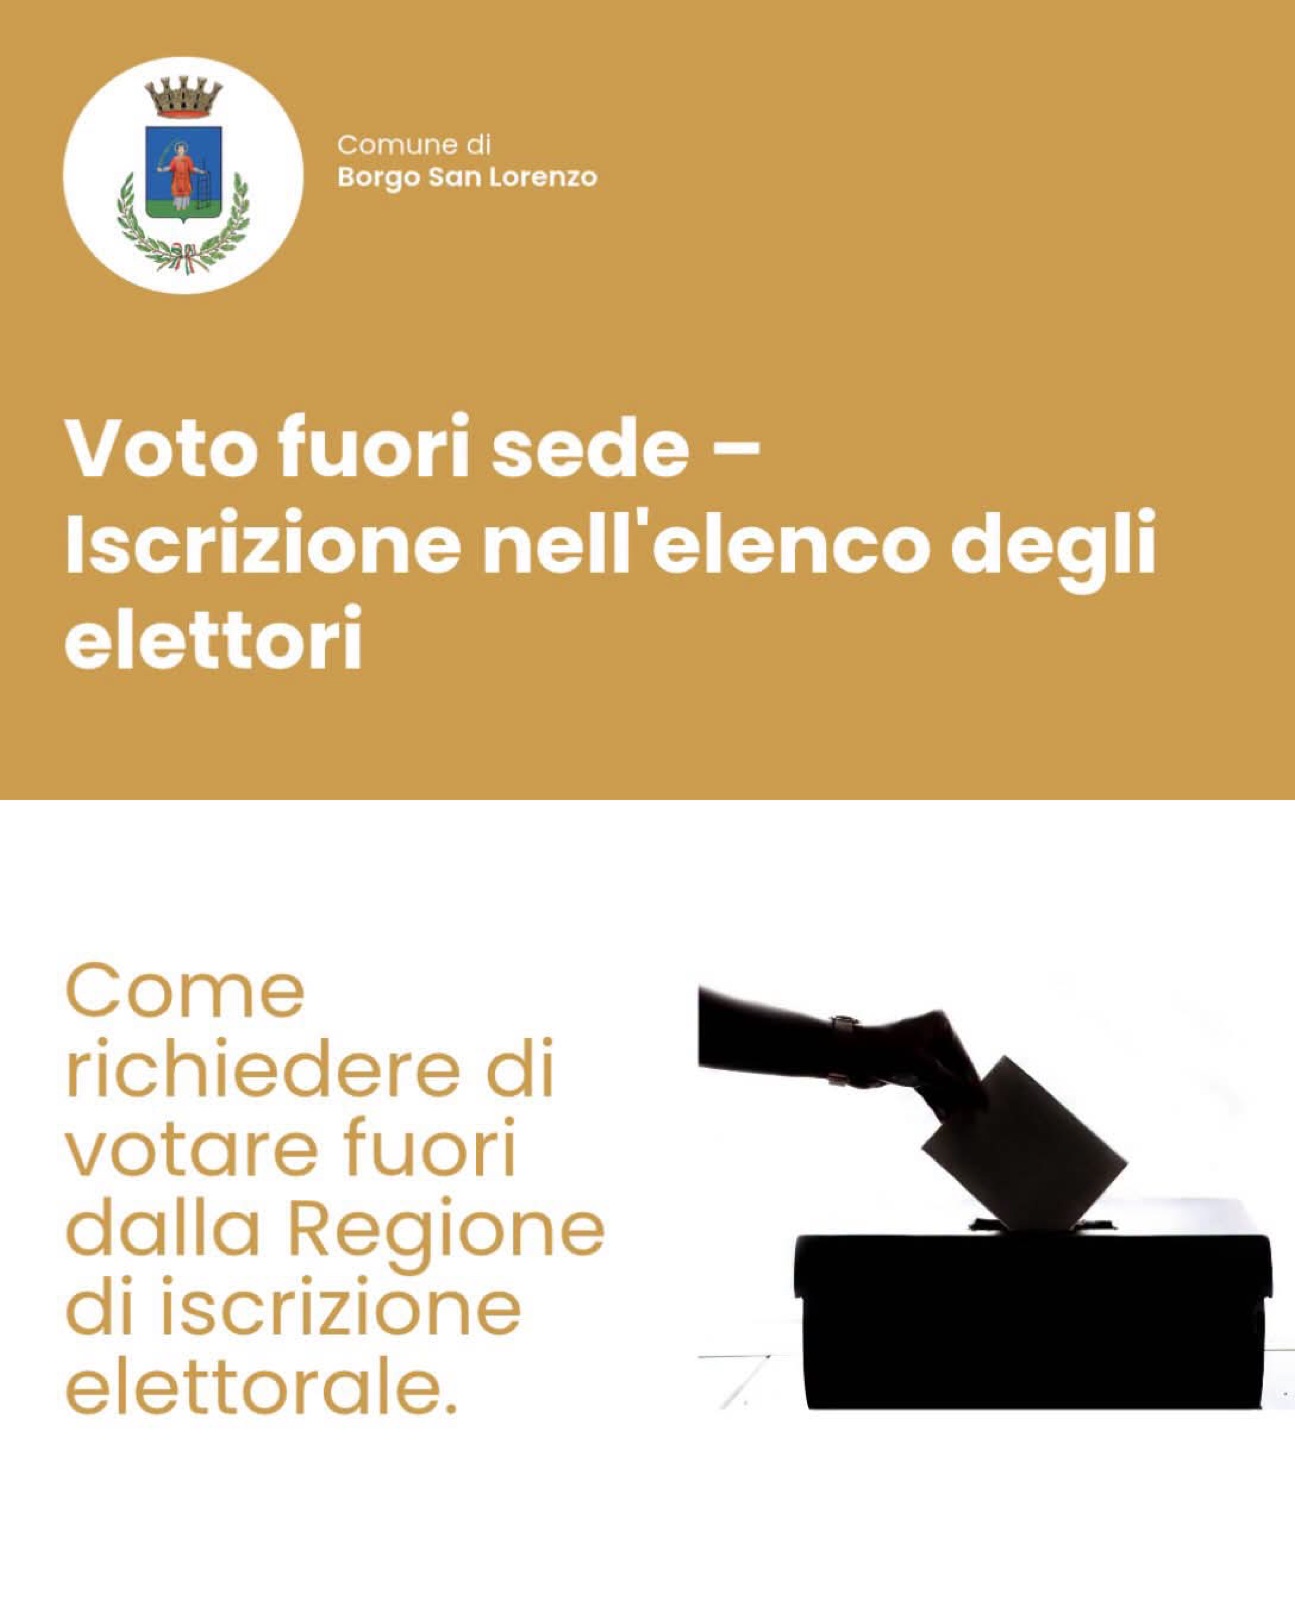 Comune di
Borgo San Lorenzo
Voto fuori sede –
Iscrizione nell'elenco degli
elettori
Come
richiedere di
votare fuori
dalla Regione
di iscrizione
elettorale.